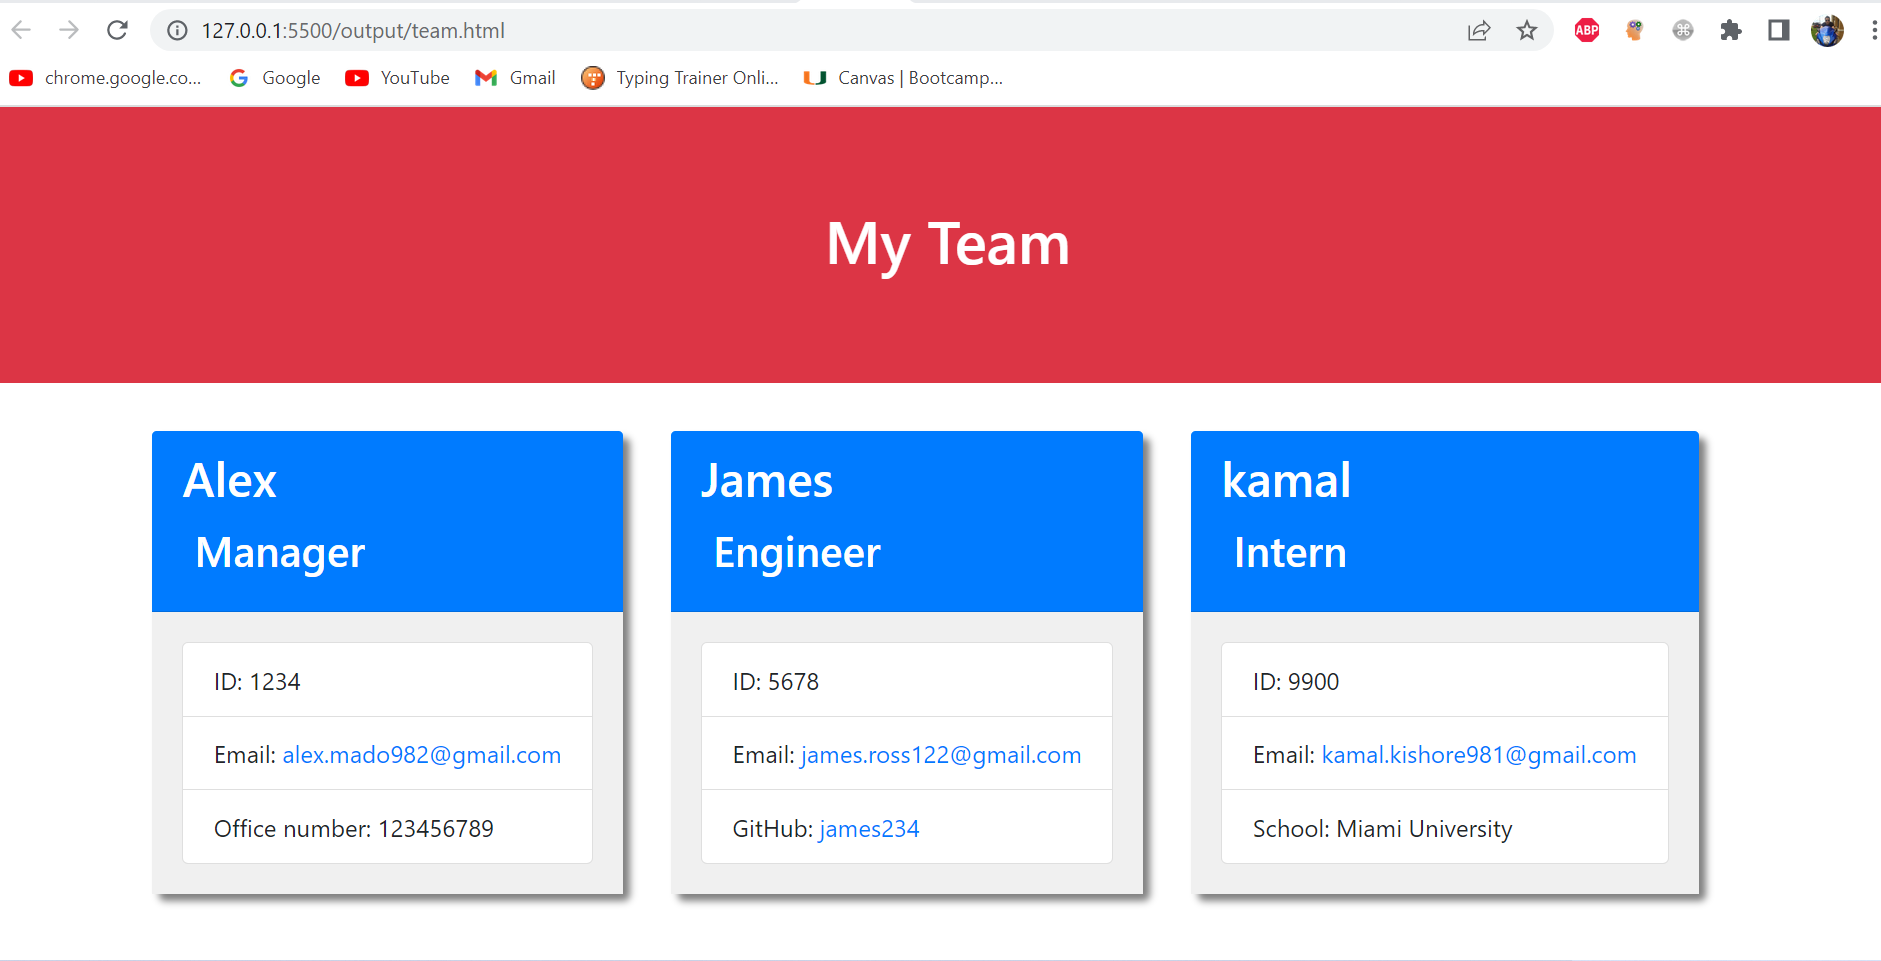 127.0.0.1:5500/output/team.html
ABP
chrome.google.co... Google YouTube Gmail Typing Trainer Onli... Canvas | Bootcamp...
My Team
Alex
Manager
ID: 1234
Email: alex.mado982@gmail.com
Office number: 123456789
James
Engineer
ID: 5678
Email: james.ross122@gmail.com
GitHub: james234
kamal
Intern
ID: 9900
Email: kamal.kishore981@gmail.com
School: Miami University